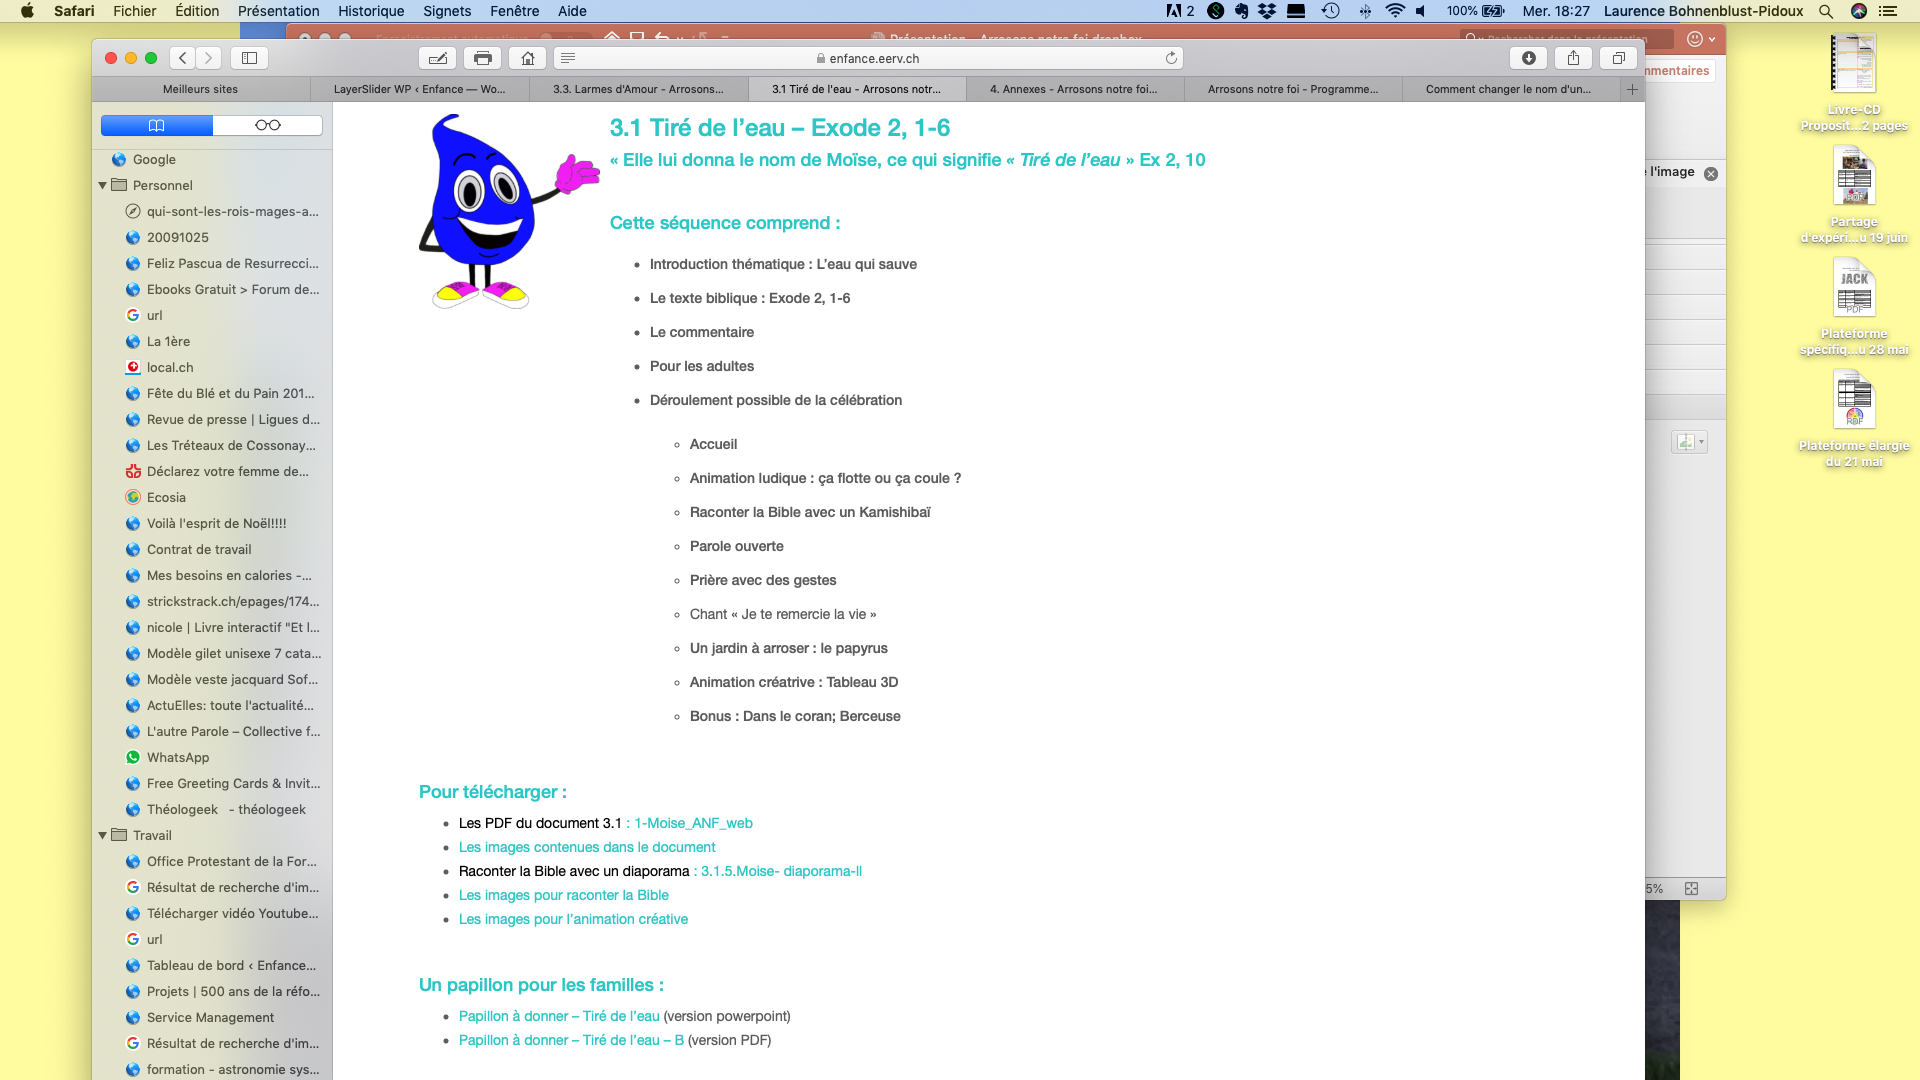 Safari Fichier Édition Présentation Historique Signets Fenêtre Aide 2 100% Mer. 18:27 Laurence Bohnenblust-Pidoux
enfance.eerv.ch
mmentaires
Meilleurs sites
LayerSlider WP ‹ Enfance — Wo...
3.3. Larmes d'Amour - Arrosons...
3.1 Tiré de l'eau - Arrosons notr...
4. Annexes - Arrosons notre foi...
Arrosons notre foi - Programme...
Comment changer le nom d'un...
Google
Personnel
qui-sont-les-rois-mages-a...
20091025
Feliz Pascua de Resurrecci...
Ebooks Gratuit > Forum de...
url
La 1ère
local.ch
Fête du Blé et du Pain 201...
Revue de presse | Ligues d...
Les Tréteaux de Cossonay...
Déclarez votre femme de...
Ecosia
Voilà l'esprit de Noël!!!!
Contrat de travail
Mes besoins en calories -...
strickstrack.ch/epages/174...
nicole | Livre interactif "Et l...
Modèle gilet unisexe 7 cata...
Modèle veste jacquard Sof...
ActuElles: toute l'actualité...
L'autre Parole – Collective f...
WhatsApp
Free Greeting Cards & Invit...
Théologeek - théologeek
Travail
Office Protestant de la For...
Résultat de recherche d'im...
Télécharger vidéo Youtube...
url
Tableau de bord ‹ Enfance...
Projets | 500 ans de la réfo...
Service Management
Résultat de recherche d'im...
formation - astronomie sys...
3.1 Tiré de l’eau – Exode 2, 1-6
« Elle lui donna le nom de Moïse, ce qui signifie « Tiré de l’eau » Ex 2, 10
Cette séquence comprend :
Introduction thématique : L’eau qui sauve
Le texte biblique : Exode 2, 1-6
Le commentaire
Pour les adultes
Déroulement possible de la célébration
Accueil
Animation ludique : ça flotte ou ça coule ?
Raconter la Bible avec un Kamishibaï
Parole ouverte
Prière avec des gestes
Chant « Je te remercie la vie »
Un jardin à arroser : le papyrus
Animation créatrive : Tableau 3D
Bonus : Dans le coran; Berceuse
Pour télécharger :
Les PDF du document 3.1 : 1-Moise_ANF_web
Les images contenues dans le document
Raconter la Bible avec un diaporama : 3.1.5.Moise- diaporama-ll
Les images pour raconter la Bible
Les images pour l’animation créative
Un papillon pour les familles :
Papillon à donner – Tiré de l’eau (version powerpoint)
Papillon à donner – Tiré de l’eau – B (version PDF)
l'image
5%
Livre-CD
Proposit...2 pages
Partage
d'expéri...u 19 juin
JACK
PDF
Plateforme
spécifiq...u 28 mai
PDF
Plateforme élargie
du 21 mai